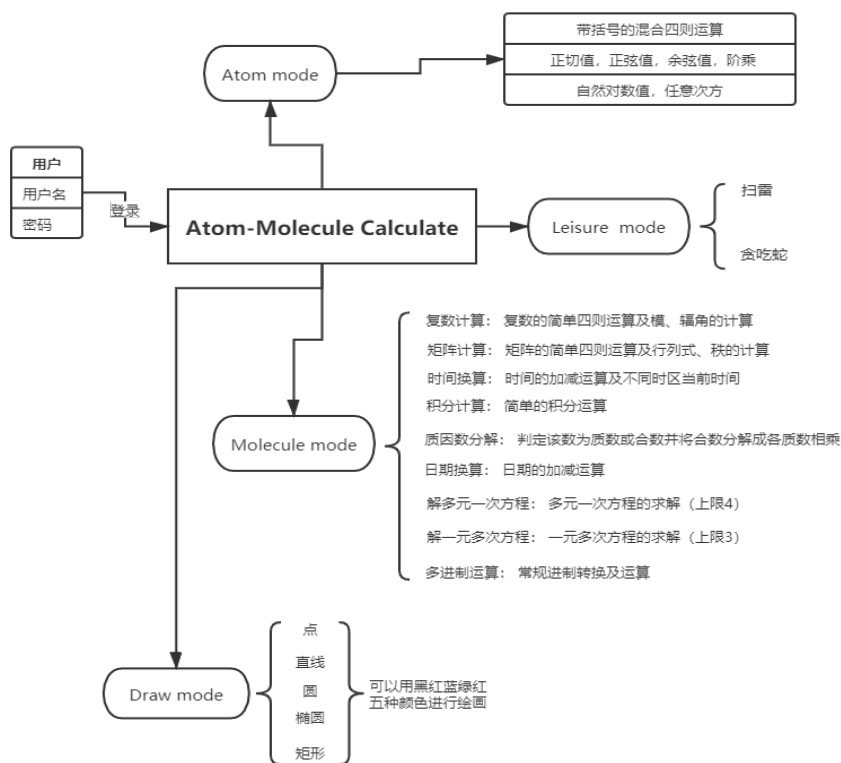 带括号的混合四则运算
正切值，正弦值，余弦值，阶乘
自然对数值，任意次方
Atom mode
用户
用户名
密码
登录
Atom-Molecule Calculate
Leisure mode
扫雷
贪吃蛇
复数计算： 复数的简单四则运算及模、辐角的计算
矩阵计算： 矩阵的简单四则运算及行列式、秩的计算
时间换算： 时间的加减运算及不同时区当前时间
积分计算： 简单的积分运算
Molecule mode
质因数分解： 判定该数为质数或合数并将合数分解成各质数相乘
日期换算： 日期的加减运算
解多元一次方程： 多元一次方程的求解（上限4）
解一元多次方程： 一元多次方程的求解（上限3）
多进制运算： 常规进制转换及运算
Draw mode
点
直线
圆
椭圆
矩形
可以用黑红蓝绿红
五种颜色进行绘画